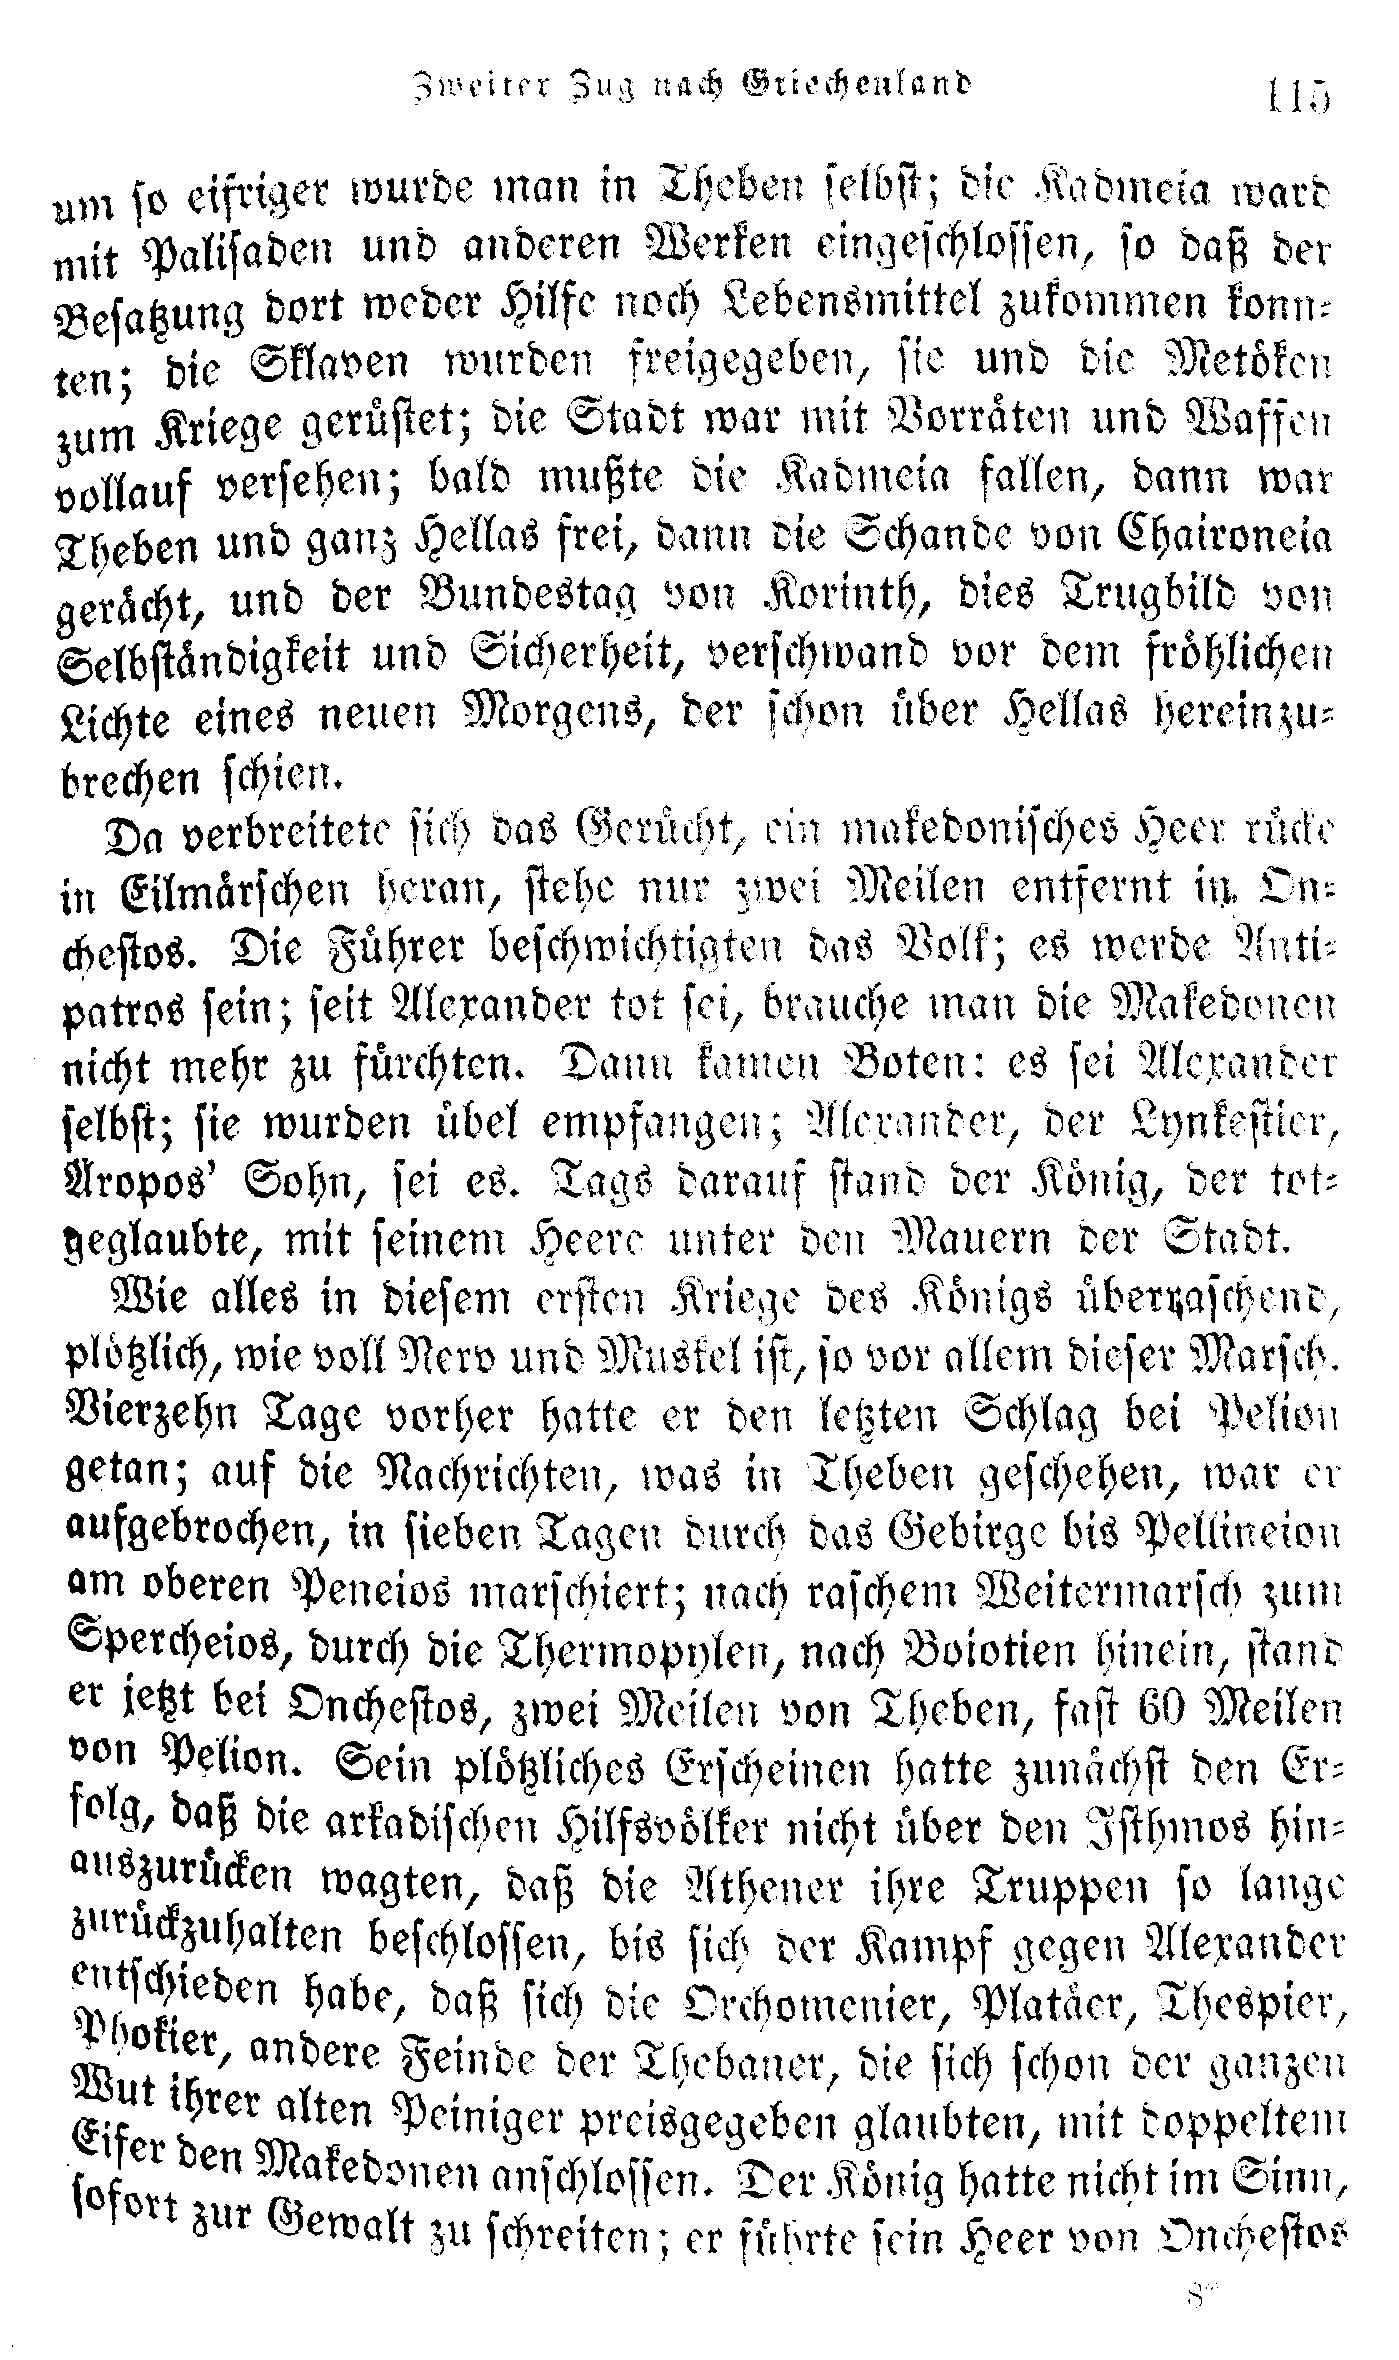 Zweiter Zug nach Griechenland 115
um so eifriger wurde man in Theben selbst; die Kadmeia ward
mit Palisaden und anderen Werken eingeschlossen, so daß der
Besatzung dort weder Hilfe noch Lebensmittel zukommen konn-
ten; die Sklaven wurden freigegeben, sie und die Metöken
zum Kriege gerüstet; die Stadt war mit Vorräten und Waffen
vollauf versehen; bald mußte die Kadmeia fallen, dann war
Theben und ganz Hellas frei, dann die Schande von Chaironeia
gerächt, und der Bundestag von Korinth, dies Trugbild von
Selbständigkeit und Sicherheit, verschwand vor dem fröhlichen
Lichte eines neuen Morgens, der schon über Hellas hereinzu-
brechen schien.
Da verbreitete sich das Gerücht, ein makedonisches Heer rücke
in Eilmärschen heran, stehe nur zwei Meilen entfernt in On-
chestos. Die Führer beschwichtigten das Volk; es werde Anti-
patros sein; seit Alexander tot sei, brauche man die Makedonen
nicht mehr zu fürchten. Dann kamen Boten: es sei Alexander
selbst; sie wurden übel empfangen; Alexander, der Lynkestier,
Äropos' Sohn, sei es. Tags darauf stand der König, der tot-
geglaubte, mit seinem Heere unter den Mauern der Stadt.
Wie alles in diesem ersten Kriege des Königs überraschend,
plötzlich, wie voll Nerv und Muskel ist, so vor allem dieser Marsch.
Vierzehn Tage vorher hatte er den letzten Schlag bei Pelion
getan; auf die Nachrichten, was in Theben geschehen, war er
aufgebrochen, in sieben Tagen durch das Gebirge bis Pellineion
am oberen Peneios marschiert; nach raschem Weitermarsch zum
Spercheios, durch die Thermopylen, nach Boiotien hinein, stand
er jetzt bei Onchestos, zwei Meilen von Theben, fast 60 Meilen
von Pelion. Sein plötzliches Erscheinen hatte zunächst den Er-
folg, daß die arkadischen Hilfsvölker nicht über den Isthmos hin-
auszurücken wagten, daß die Athener ihre Truppen so lange
zurückzuhalten beschlossen, bis sich der Kampf gegen Alexander
entschieden habe, daß sich die Orchomenier, Platäer, Thespier,
Phokier, andere Feinde der Thebaner, die sich schon der ganzen
Wut ihrer alten Peiniger preisgegeben glaubten, mit doppeltem
Eifer den Makedonen anschlossen. Der König hatte nicht im Sinn,
sofort zur Gewalt zu schreiten; er führte sein Heer von Onchestos
8*